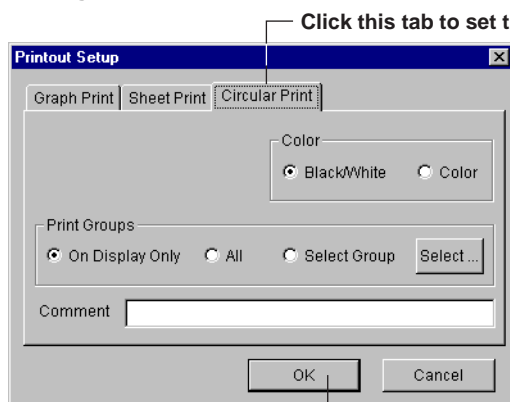 Click this tab to set t
Printout Setup
Graph Print Sheet Print Circular Print
Color
Black/White Color
Print Groups
On Display Only All Select Group Select ...
Comment
OK Cancel